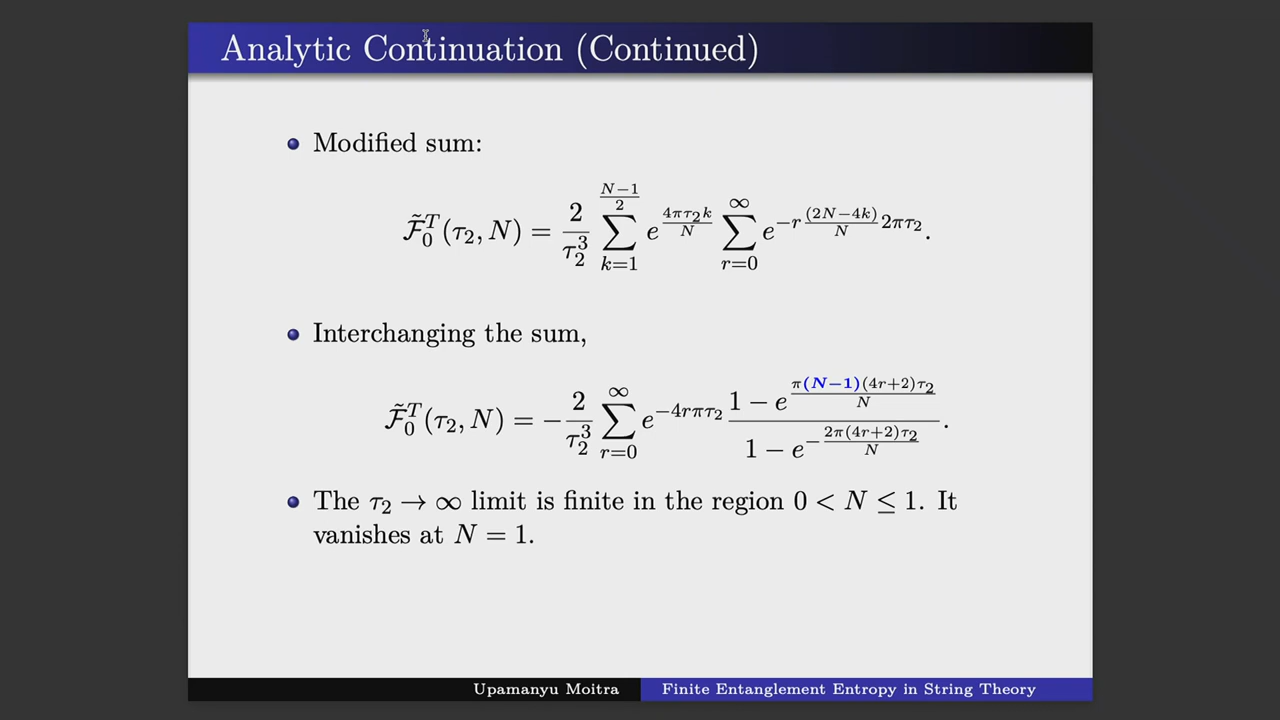 Analytic Continuation (Continued)
Modified sum:
$\tilde{\mathcal{F}}_0^T(\tau_2, N) = \frac{2}{\tau_2^3} \sum_{k=1}^{\frac{N-1}{2}} e^{\frac{4\pi\tau_2 k}{N}} \sum_{r=0}^{\infty} e^{-r\frac{(2N-4k)}{N}2\pi\tau_2}.$
Interchanging the sum,
$\tilde{\mathcal{F}}_0^T(\tau_2, N) = -\frac{2}{\tau_2^3} \sum_{r=0}^{\infty} e^{-4r\pi\tau_2} \frac{1 - e^{\frac{\pi(N-1)(4r+2)\tau_2}{N}}}{1 - e^{-\frac{2\pi(4r+2)\tau_2}{N}}}.$
The $\tau_2 \to \infty$ limit is finite in the region $0 < N \leq 1$. It
vanishes at $N = 1$.
Upamanyu Moitra
Finite Entanglement Entropy in String Theory